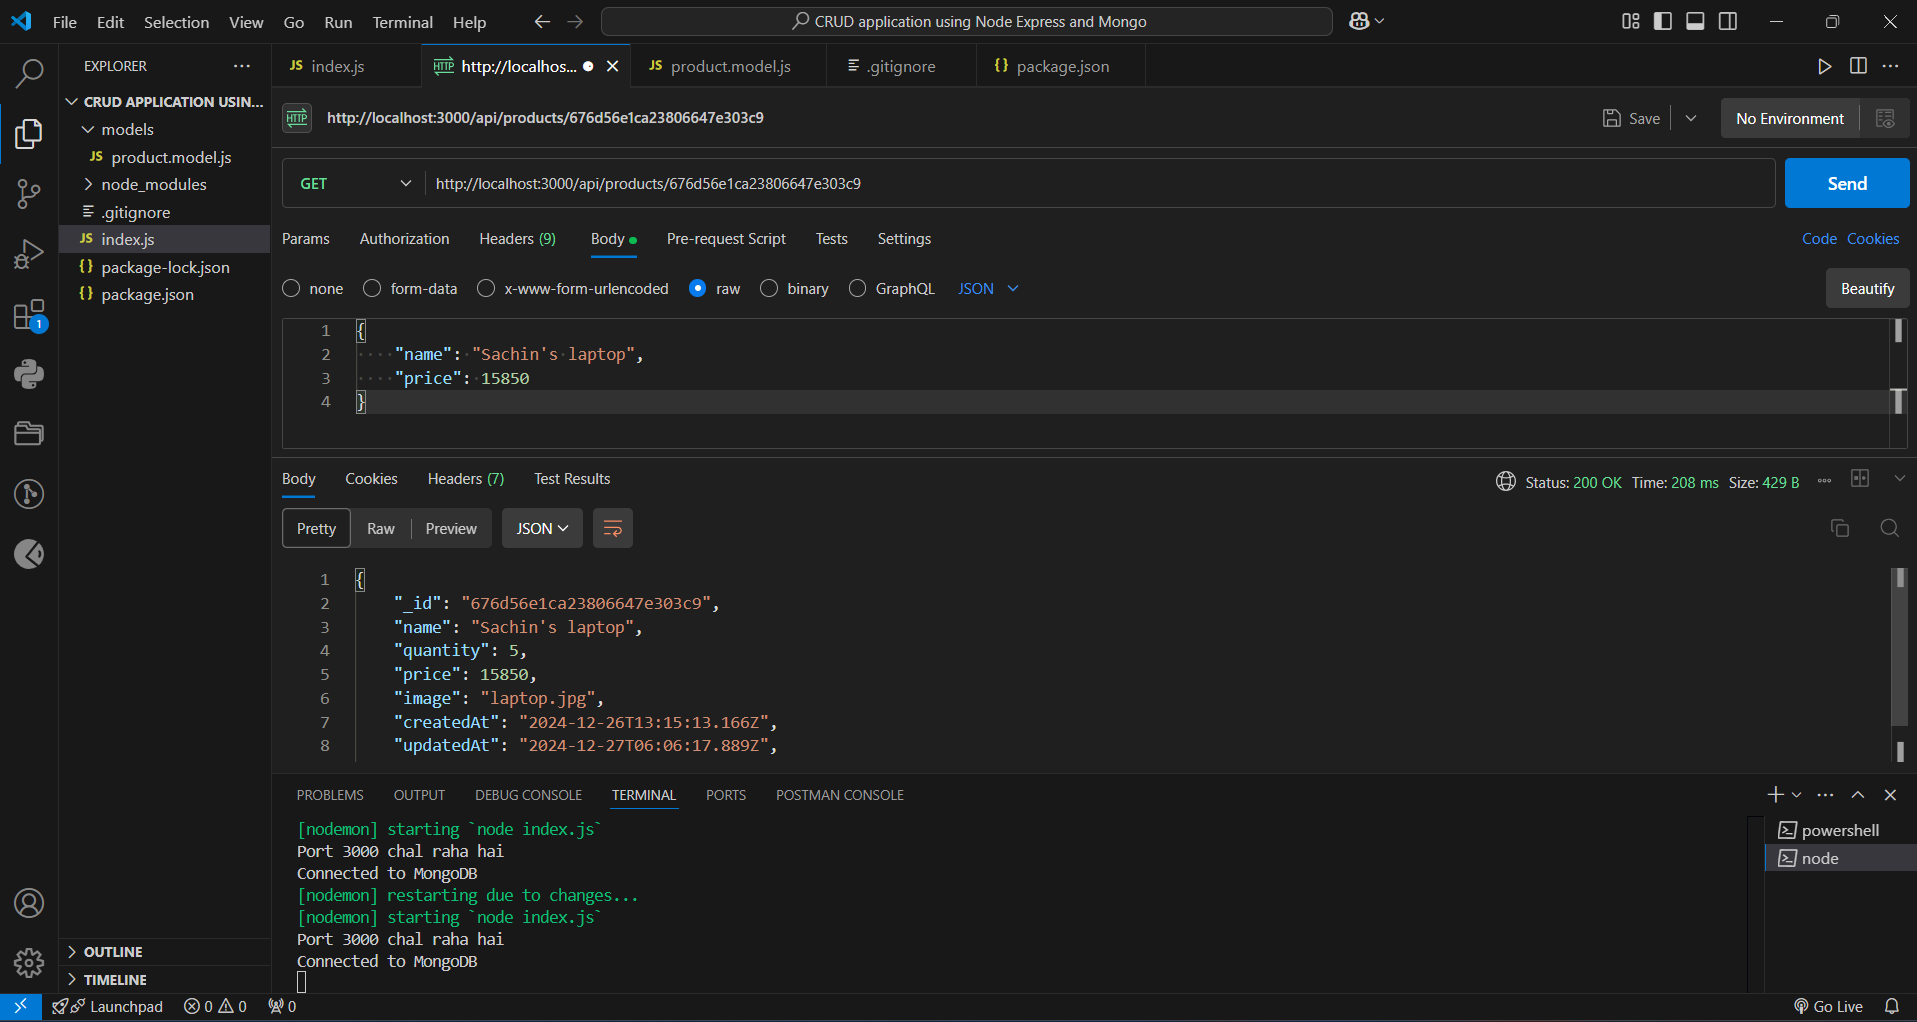 File Edit Selection View Go Run Terminal Help
CRUD application using Node Express and Mongo
EXPLORER
CRUD APPLICATION USIN...
models
JS product.model.js
node_modules
.gitignore
JS index.js
{} package-lock.json
{} package.json
OUTLINE
TIMELINE
1
JS index.js
HTTP http://localhos...
JS product.model.js
.gitignore
{} package.json
HTTP http://localhost:3000/api/products/676d56e1ca23806647e303c9
Save
No Environment
GET http://localhost:3000/api/products/676d56e1ca23806647e303c9
Send
Params Authorization Headers (9) Body Pre-request Script Tests Settings
Code Cookies
none form-data x-www-form-urlencoded raw binary GraphQL JSON
Beautify
1 {
2 ····"name":·"Sachin's·laptop",
3 ····"price":·15850
4 }
Body Cookies Headers (7) Test Results
Status: 200 OK Time: 208 ms Size: 429 B
Pretty Raw Preview JSON
1 {
2 "_id": "676d56e1ca23806647e303c9",
3 "name": "Sachin's laptop",
4 "quantity": 5,
5 "price": 15850,
6 "image": "laptop.jpg",
7 "createdAt": "2024-12-26T13:15:13.166Z",
8 "updatedAt": "2024-12-27T06:06:17.889Z",
PROBLEMS OUTPUT DEBUG CONSOLE TERMINAL PORTS POSTMAN CONSOLE
[nodemon] starting `node index.js`
Port 3000 chal raha hai
Connected to MongoDB
[nodemon] restarting due to changes...
[nodemon] starting `node index.js`
Port 3000 chal raha hai
Connected to MongoDB
powershell
node
Launchpad 0 0 0
Go Live